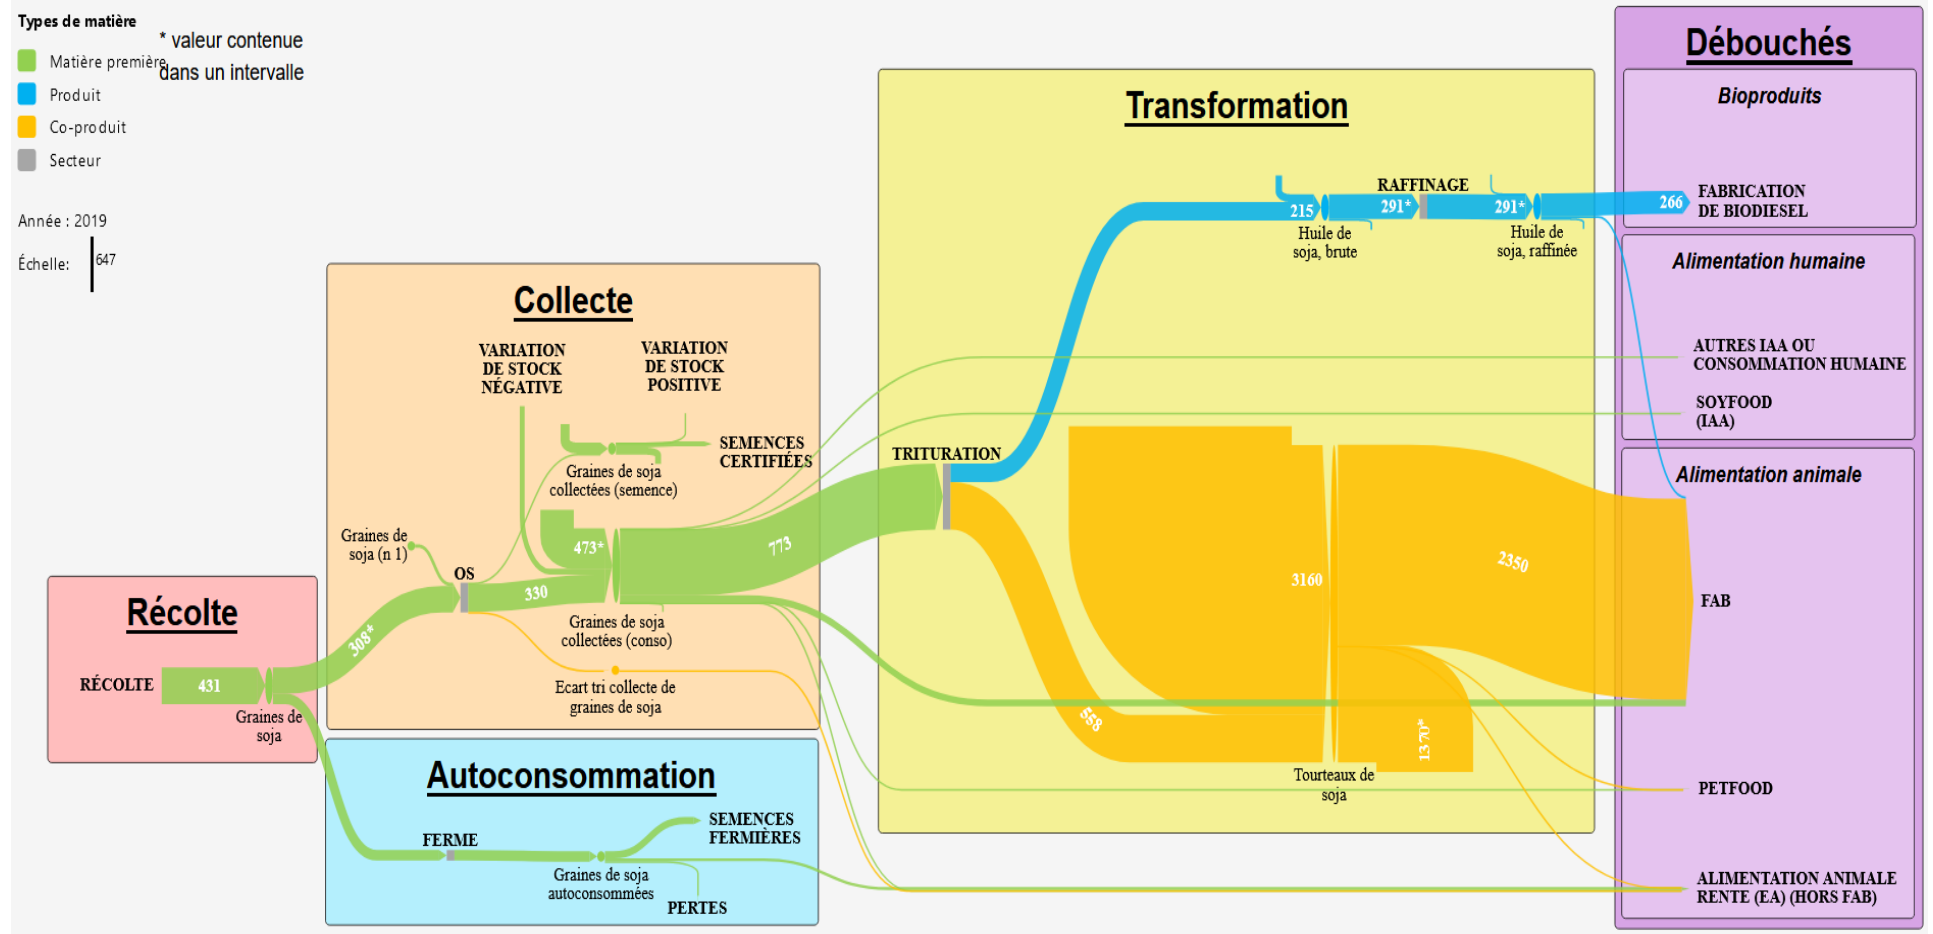 Types de matière
Matière première
Produit
Co-produit
Secteur
* valeur contenue
dans un intervalle
Année : 2019
Échelle:
647
Récolte
RÉCOLTE
431
Graines de
soja
308*
Collecte
VARIATION
DE STOCK
NÉGATIVE
VARIATION
DE STOCK
POSITIVE
SEMENCES
CERTIFIÉES
Graines de soja
collectées (semence)
Graines de
soja (n 1)
OS
473*
330
Graines de soja
collectées (conso)
Ecart tri collecte de
graines de soja
773
Autoconsommation
FERME
SEMENCES
FERMIÈRES
Graines de soja
autoconsommées
PERTES
Transformation
TRITURATION
RAFFINAGE
215
291*
291*
Huile de
soja, brute
Huile de
soja, raffinée
558
3160
2350
1370*
Tourteaux de
soja
Débouchés
Bioproduits
266
FABRICATION
DE BIODIESEL
Alimentation humaine
AUTRES IAA OU
CONSOMMATION HUMAINE
SOYFOOD
(IAA)
Alimentation animale
FAB
PETFOOD
ALIMENTATION ANIMALE
RENTE (EA) (HORS FAB)